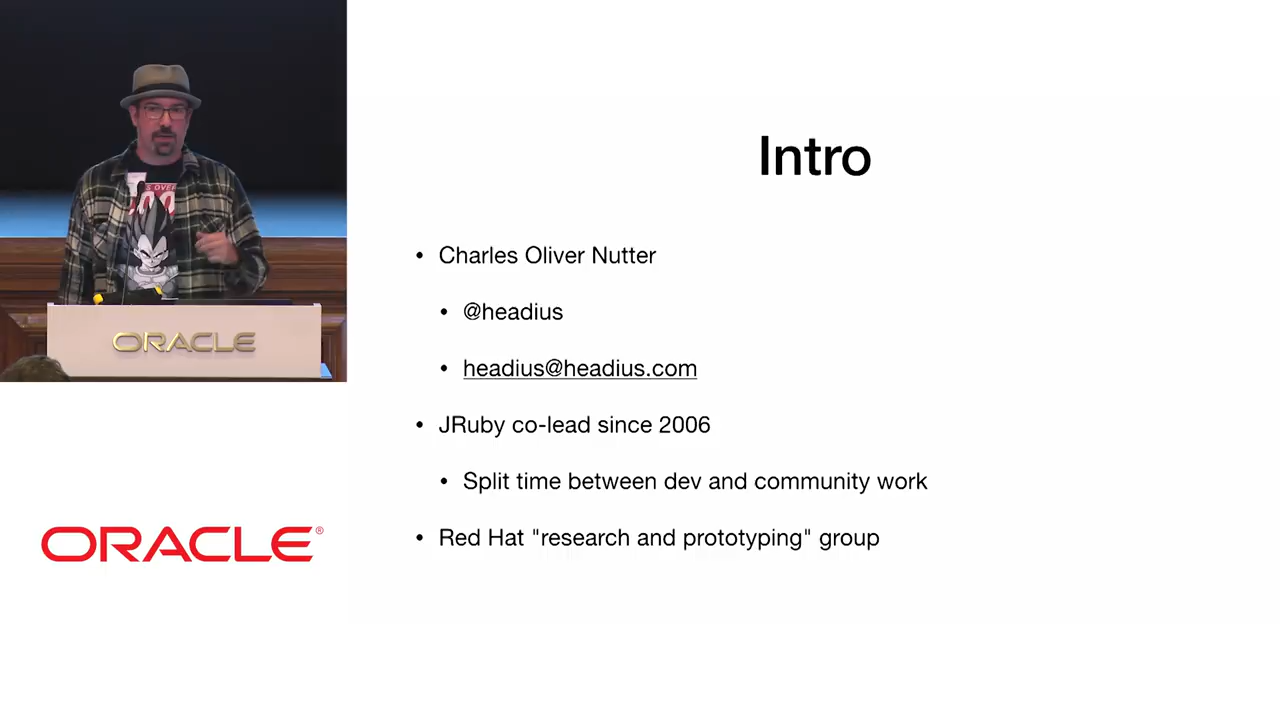 Intro
• Charles Oliver Nutter
• @headius
• headius@headius.com
• JRuby co-lead since 2006
• Split time between dev and community work
• Red Hat "research and prototyping" group
S OVER
ORACLE
ORACLE®